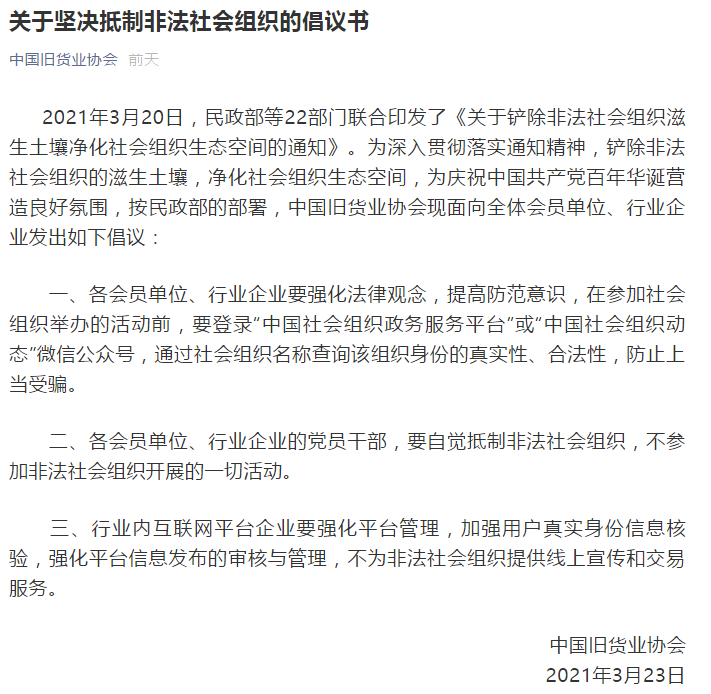 关于坚决抵制非法社会组织的倡议书
中国旧货业协会 前天
2021年3月20日，民政部等22部门联合印发了《关于铲除非法社会组织滋
生土壤净化社会组织生态空间的通知》。为深入贯彻落实通知精神，铲除非法
社会组织的滋生土壤，净化社会组织生态空间，为庆祝中国共产党百年华诞营
造良好氛围，按民政部的部署，中国旧货业协会现面向全体会员单位、行业企
业发出如下倡议：
一、各会员单位、行业企业要强化法律观念，提高防范意识，在参加社会
组织举办的活动前，要登录“中国社会组织政务服务平台”或“中国社会组织动
态”微信公众号，通过社会组织名称查询该组织身份的真实性、合法性，防止上
当受骗。
二、各会员单位、行业企业的党员干部，要自觉抵制非法社会组织，不参
加非法社会组织开展的一切活动。
三、行业内互联网平台企业要强化平台管理，加强用户真实身份信息核
验，强化平台信息发布的审核与管理，不为非法社会组织提供线上宣传和交易
服务。
中国旧货业协会
2021年3月23日